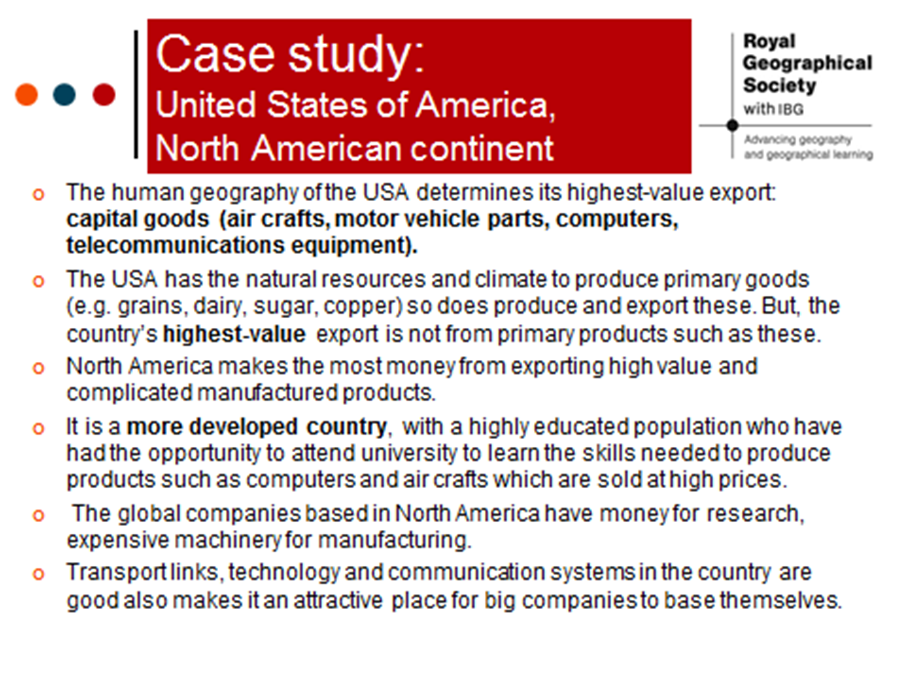 Case study:
United States of America,
North American continent
Royal
Geographical
Society
with IBG
Advancing geography
and geographical learning
o The human geography of the USA determines its highest-value export:
capital goods (air crafts, motor vehicle parts, computers,
telecommunications equipment).
o The USA has the natural resources and climate to produce primary goods
(e.g. grains, dairy, sugar, copper) so does produce and export these. But, the
country's highest-value export is not from primary products such as these.
o North America makes the most money from exporting high value and
complicated manufactured products.
o It is a more developed country, with a highly educated population who have
had the opportunity to attend university to learn the skills needed to produce
products such as computers and air crafts which are sold at high prices.
o The global companies based in North America have money for research,
expensive machinery for manufacturing.
o Transport links, technology and communication systems in the country are
good also makes it an attractive place for big companies to base themselves.